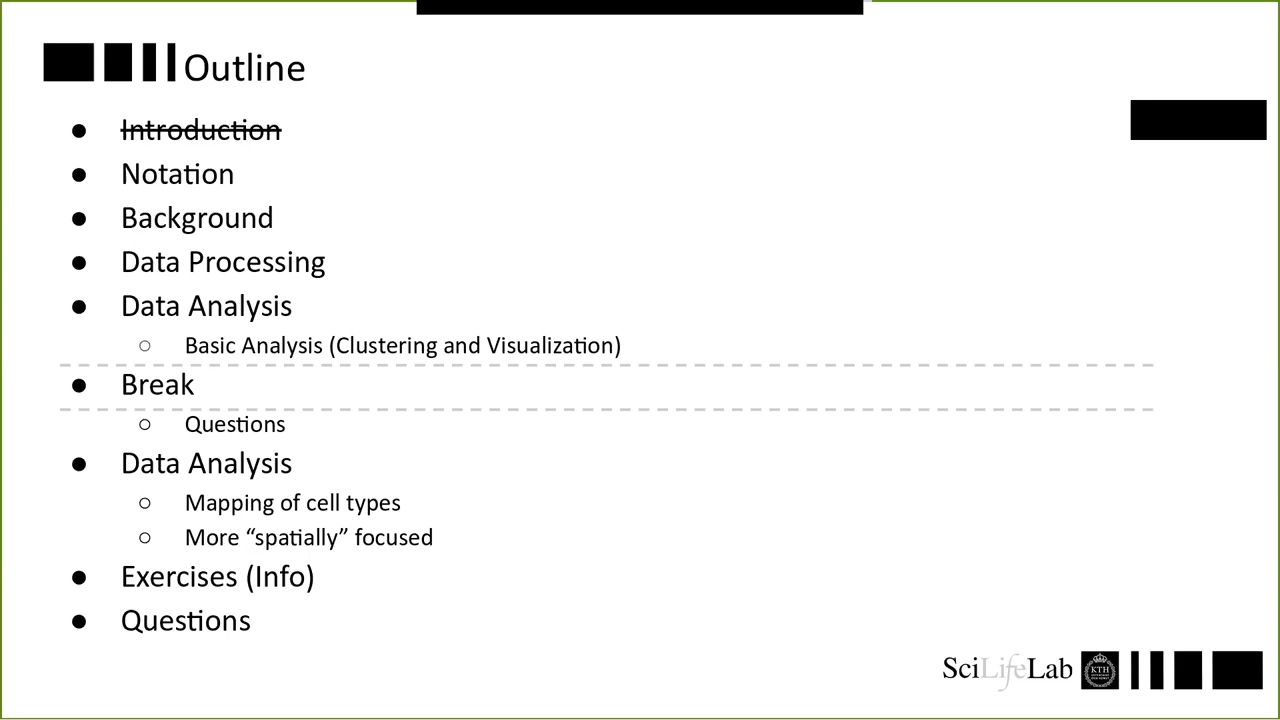 Outline
● Introduction
● Notation
● Background
● Data Processing
● Data Analysis
○ Basic Analysis (Clustering and Visualization)
● Break
○ Questions
● Data Analysis
○ Mapping of cell types
○ More “spatially” focused
● Exercises (Info)
● Questions
SciLifeLab KTH